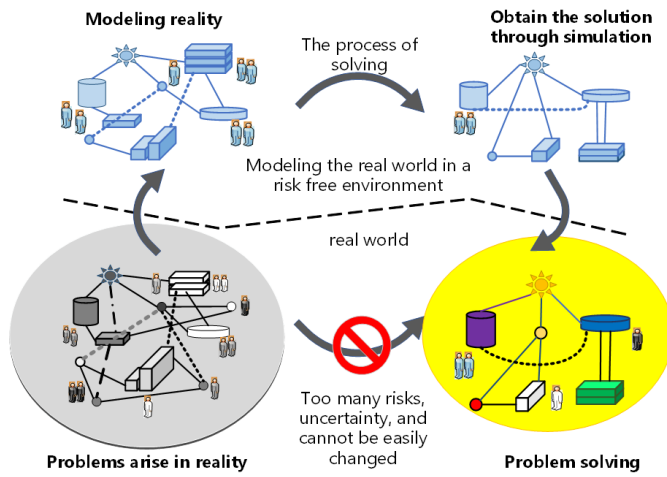 Modeling reality
Obtain the solution
through simulation
The process of
solving
Modeling the real world in a
risk free environment
real world
Too many risks,
uncertainty, and
cannot be easily
changed
Problems arise in reality
Problem solving